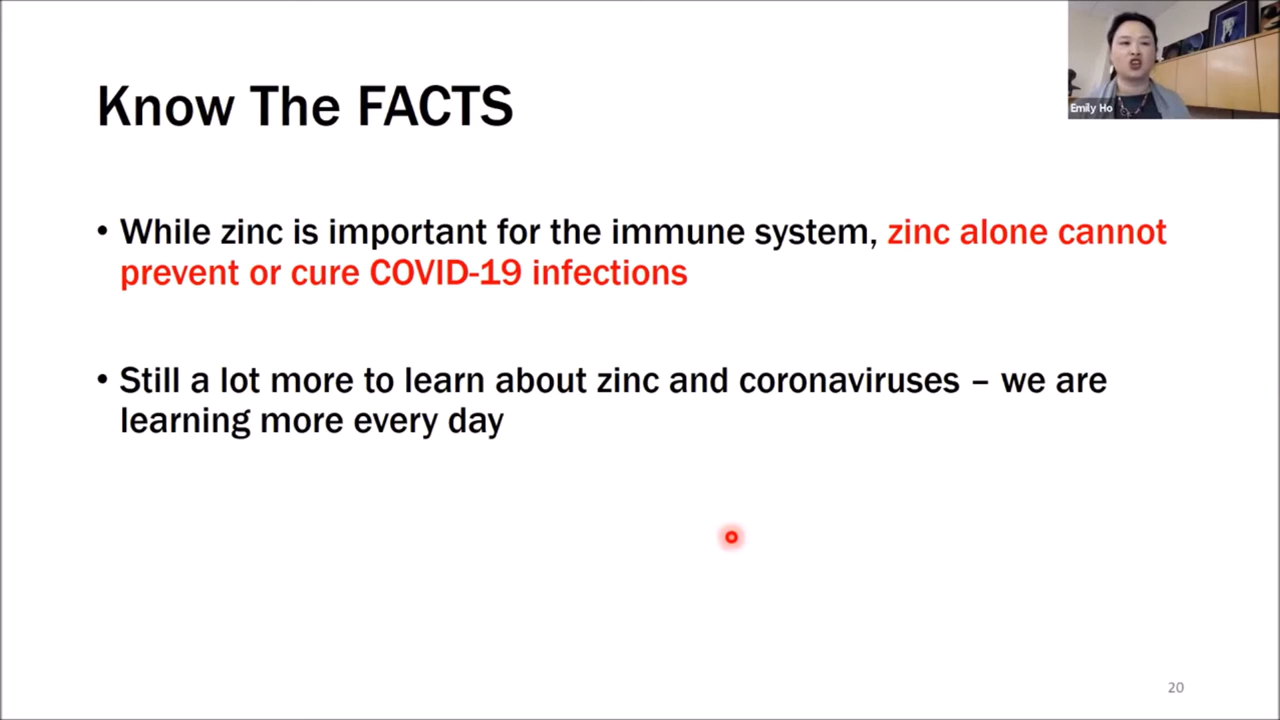 Know The FACTS
Emily Ho
• While zinc is important for the immune system, zinc alone cannot
prevent or cure COVID-19 infections
• Still a lot more to learn about zinc and coronaviruses – we are
learning more every day
20